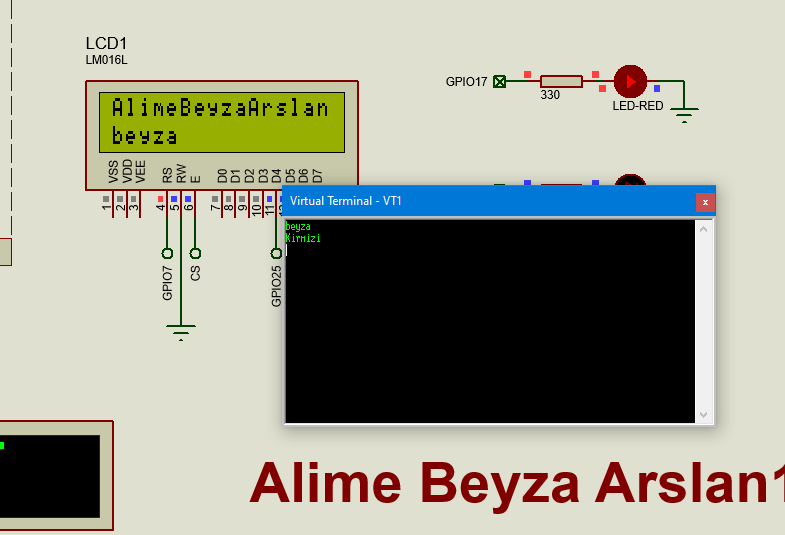 LCD1
LM016L
AlimeBeyzaArslan
beyza
VSS
VDD
VEE
RS
RW
E
D0
D1
D2
D3
D4
D5
D6
D7
1
2
3
4
5
6
7
8
9
10
11
GPIO7
CS
GPIO25
GPIO17
330
LED-RED
Virtual Terminal - VT1
x
beyza
Kirmizi
Alime Beyza Arslan1